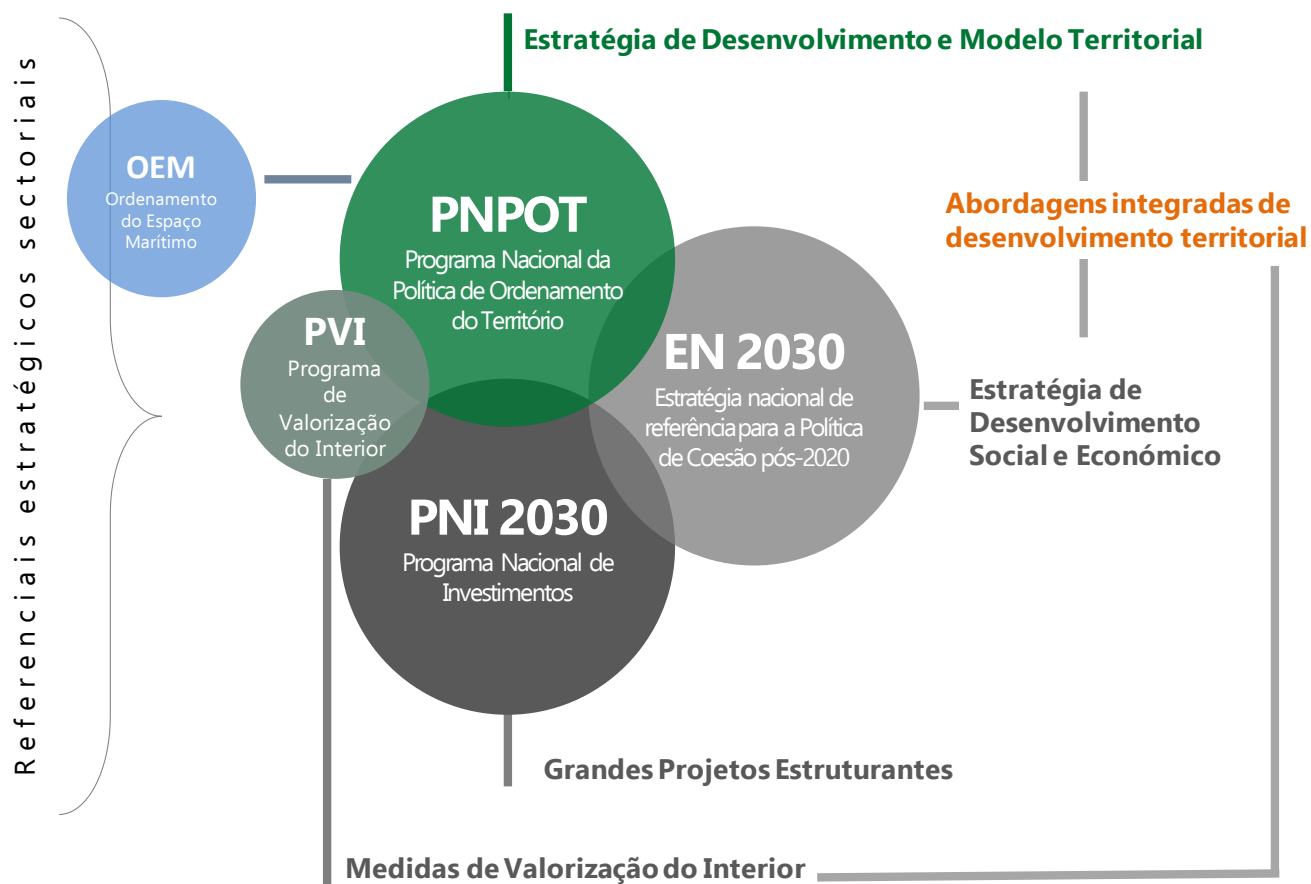 Referenciais estratégicos sectoriais
Estratégia de Desenvolvimento e Modelo Territorial
OEM
Ordenamento
do Espaço
Marítimo
PNPOT
Programa Nacional da
Política de Ordenamento
do Território
Abordagens integradas de
desenvolvimento territorial
PVI
Programa
de
Valorização
do Interior
EN 2030
Estratégia nacional de
referência para a Política
de Coesão pós-2020
Estratégia de
Desenvolvimento
Social e Económico
PNI 2030
Programa Nacional de
Investimentos
Grandes Projetos Estruturantes
Medidas de Valorização do Interior